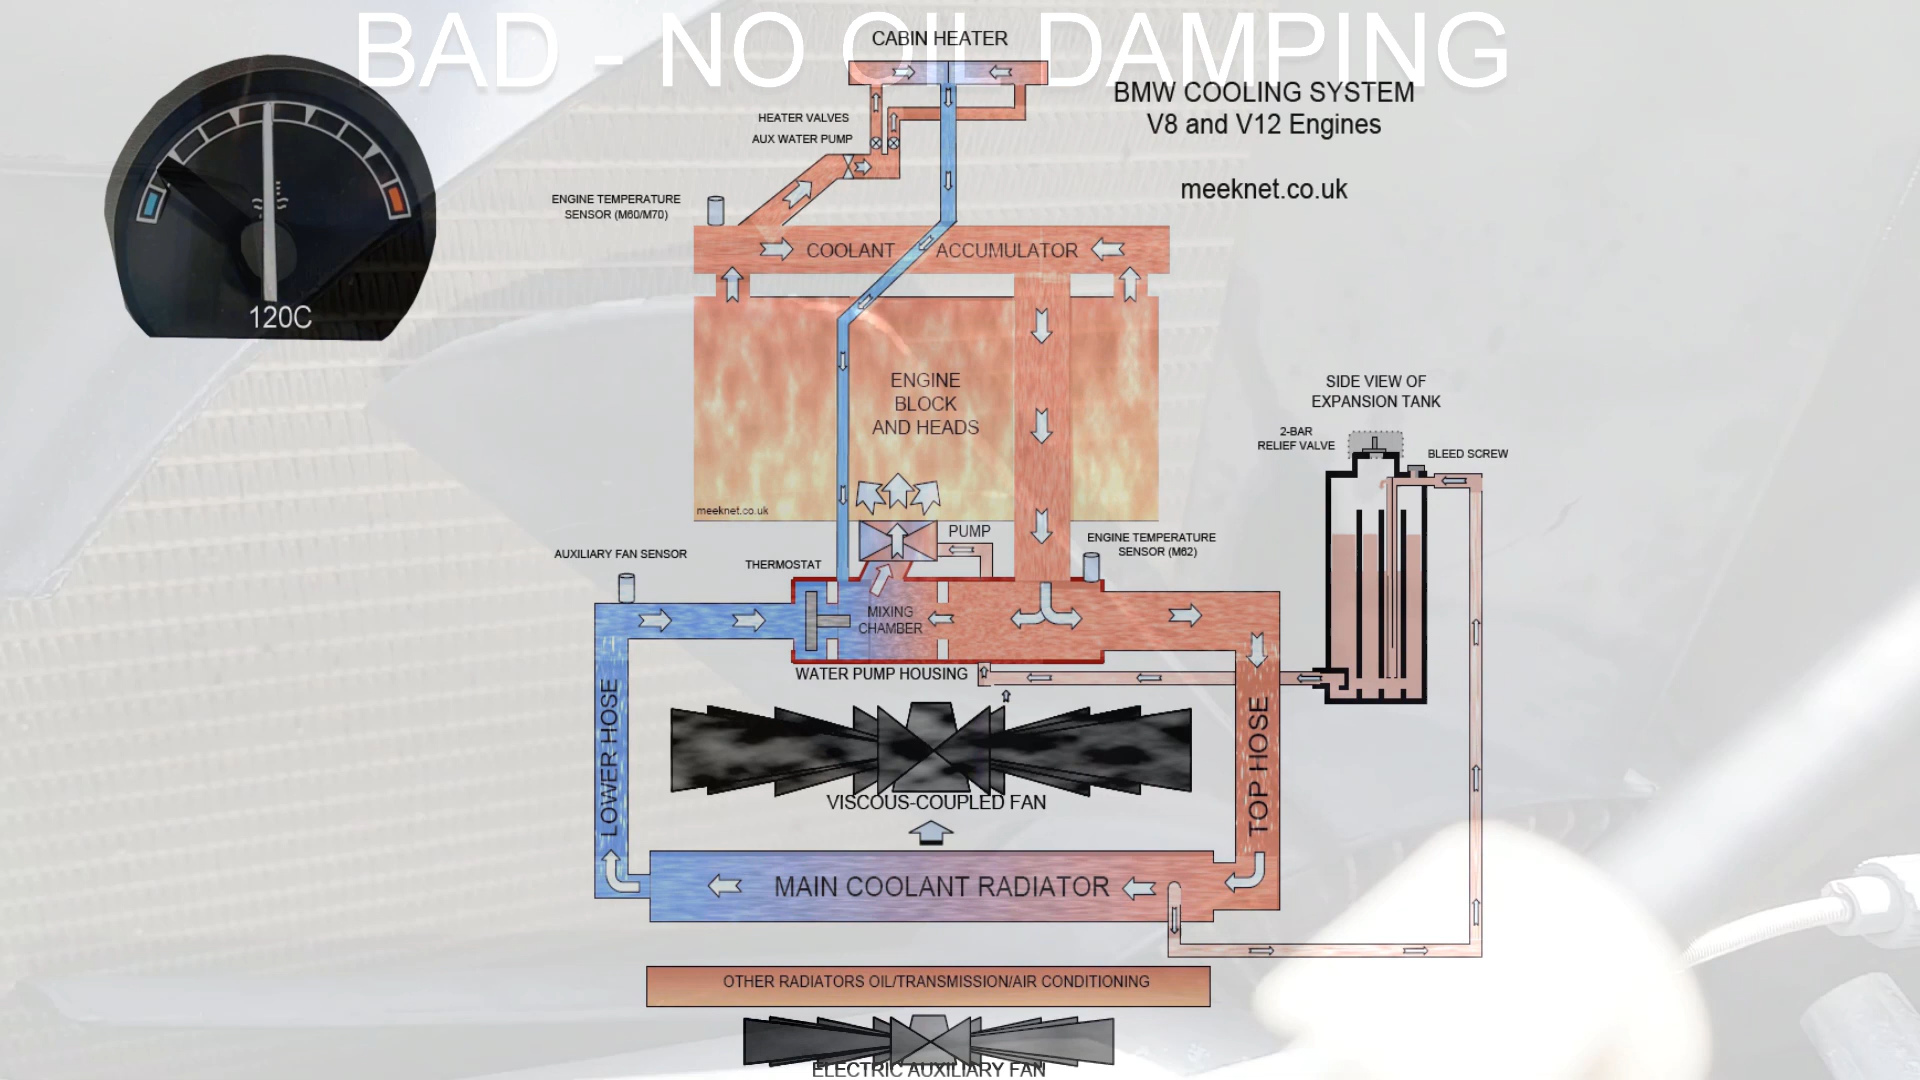 BAD - NO OIL DAMPING
CABIN HEATER
BMW COOLING SYSTEM
V8 and V12 Engines
meeknet.co.uk
HEATER VALVES
AUX WATER PUMP
ENGINE TEMPERATURE
SENSOR (M60/M70)
120C
COOLANT ACCUMULATOR
ENGINE
BLOCK
AND HEADS
meeknet.co.uk
SIDE VIEW OF
EXPANSION TANK
2-BAR
RELIEF VALVE
BLEED SCREW
PUMP
ENGINE TEMPERATURE
SENSOR (M62)
AUXILIARY FAN SENSOR
THERMOSTAT
MIXING
CHAMBER
WATER PUMP HOUSING
LOWER HOSE
TOP HOSE
VISCOUS-COUPLED FAN
MAIN COOLANT RADIATOR
OTHER RADIATORS OIL/TRANSMISSION/AIR CONDITIONING
ELECTRIC AUXILIARY FAN